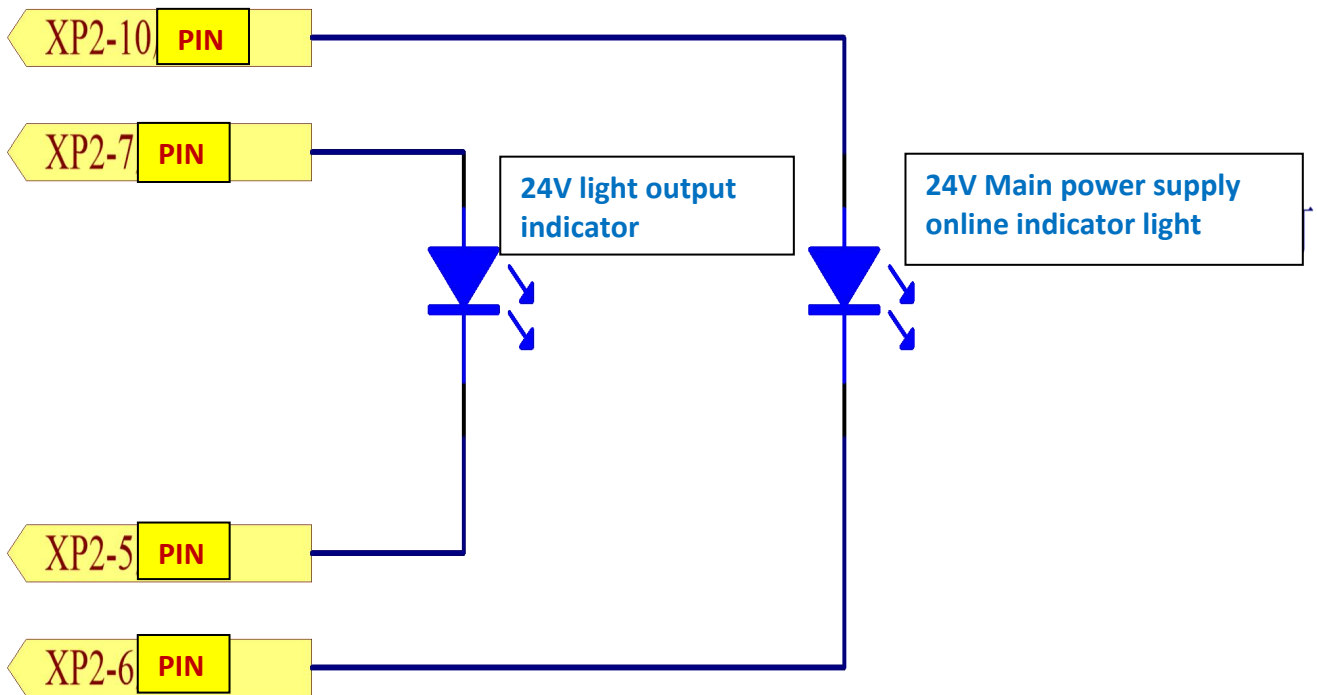 XP2-10, PIN
XP2-7 PIN
24V light output
indicator
24V Main power supply
online indicator light
XP2-5 PIN
XP2-6 PIN